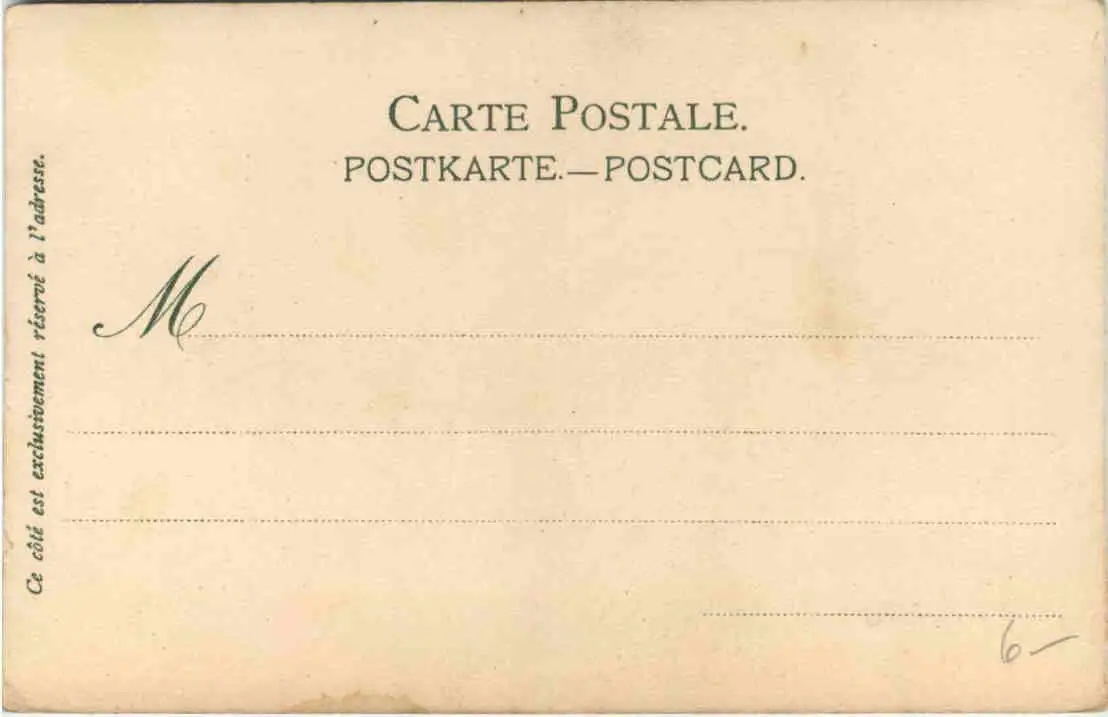 CARTE POSTALE.
POSTKARTE.—POSTCARD.
M
Ce côté est exclusivement réservé à l'adresse.
6–